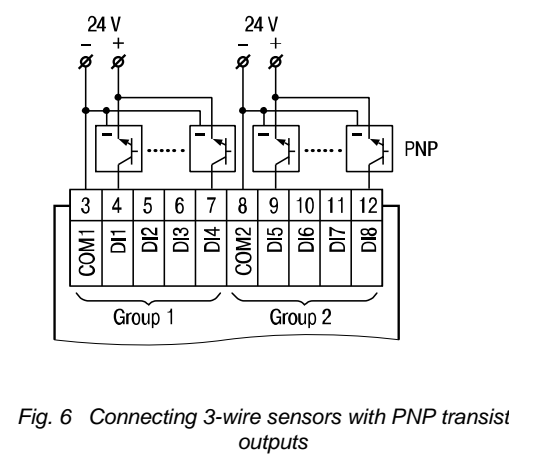 24 V 24 V
– + – +
– – – –
PNP
3 4 5 6 7 8 9 10 11 12
COM1 DI1 DI2 DI3 DI4 COM2 DI5 DI6 DI7 DI8
Group 1 Group 2
Fig. 6 Connecting 3-wire sensors with PNP transist
outputs